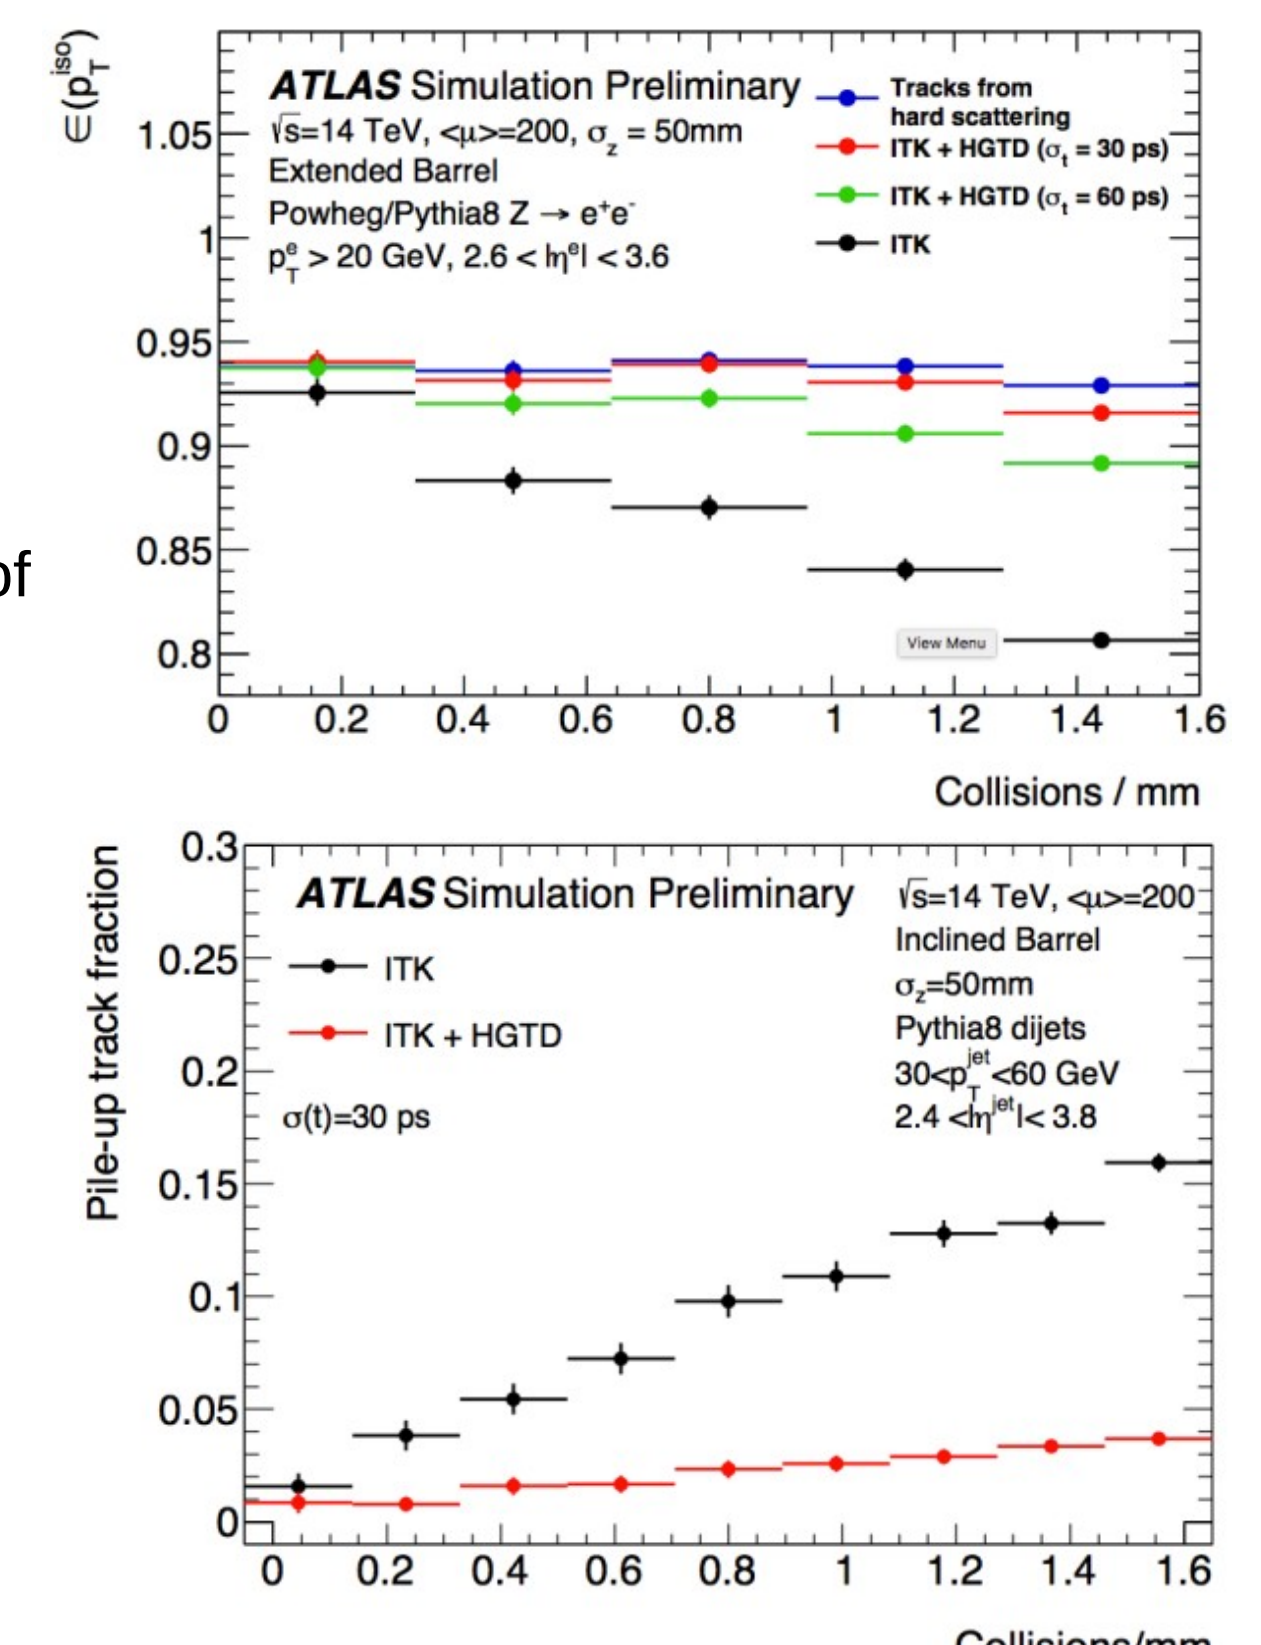 ∈(p_T^iso)
ATLAS Simulation Preliminary
√s=14 TeV, <μ>=200, σ_z = 50mm
Extended Barrel
Powheg/Pythia8 Z → e⁺e⁻
p_T^e > 20 GeV, 2.6 < |η^e| < 3.6
Tracks from
hard scattering
ITK + HGTD (σ_t = 30 ps)
ITK + HGTD (σ_t = 60 ps)
ITK
1.05
1
0.95
0.9
0.85
0.8
of
View Menu
0 0.2 0.4 0.6 0.8 1 1.2 1.4 1.6
Collisions / mm
Pile-up track fraction
0.3
0.25
0.2
0.15
0.1
0.05
0
ATLAS Simulation Preliminary
ITK
ITK + HGTD
σ(t)=30 ps
√s=14 TeV, <μ>=200
Inclined Barrel
σ_z=50mm
Pythia8 dijets
30<p_T^jet<60 GeV
2.4 <|η^jet|< 3.8
0 0.2 0.4 0.6 0.8 1 1.2 1.4 1.6
Collisions/mm